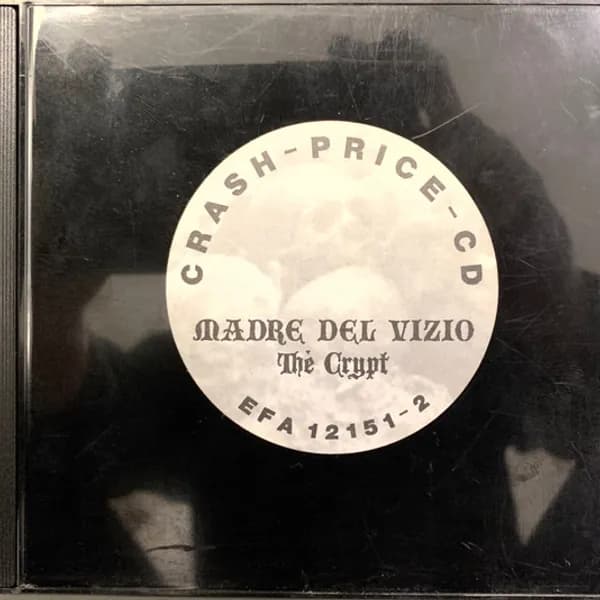 CRASH-PRICE-CD
MADRE DEL VIZIO
The Crypt
EFA 12151-2